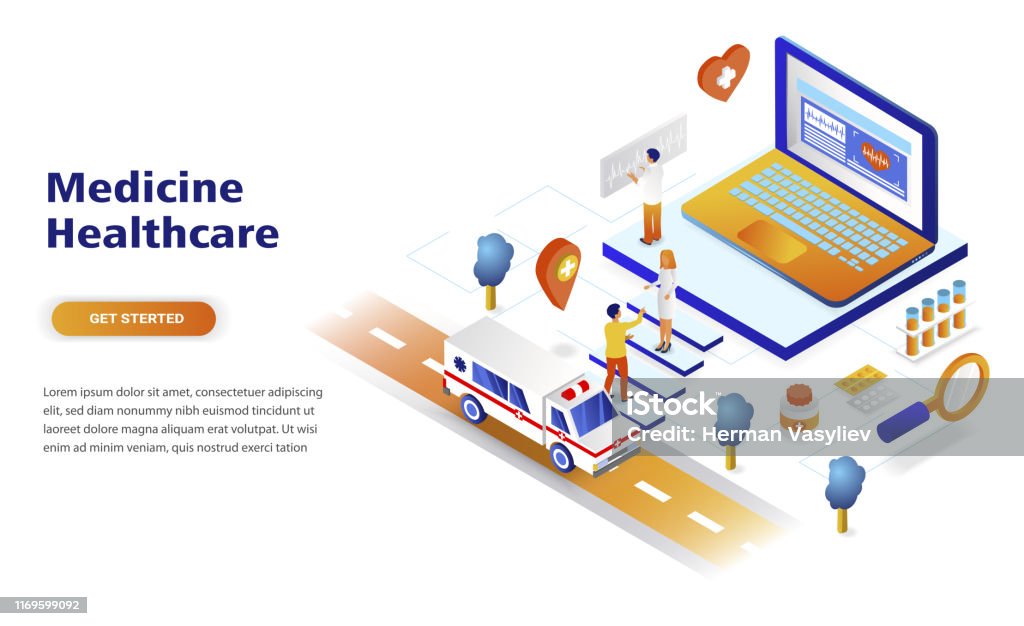 Medicine
Healthcare
GET STERTED
Lorem ipsum dolor sit amet, consectetuer adipiscing
elit, sed diam nonummy nibh euismod tincidunt ut
laoreet dolore magna aliquam erat volutpat. Ut wisi
enim ad minim veniam, quis nostrud exerci tation
iStock
Credit: Herman Vasyliev
1169599092